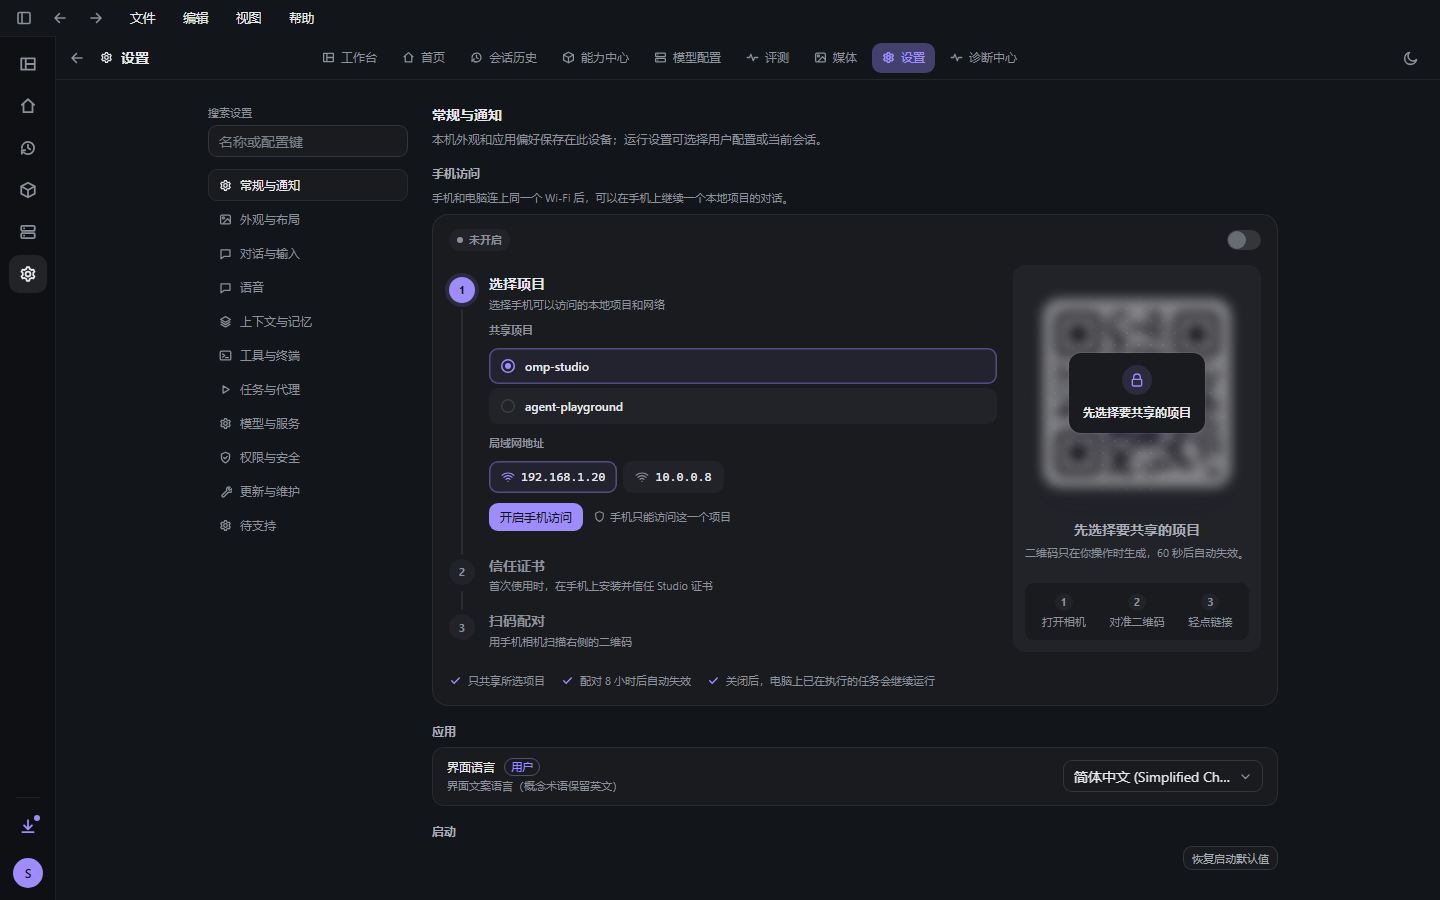 文件 编辑 视图 帮助
设置
工作台 首页 会话历史 能力中心 模型配置 评测 媒体 设置 诊断中心
搜索设置
名称或配置键
常规与通知
外观与布局
对话与输入
语音
上下文与记忆
工具与终端
任务与代理
模型与服务
权限与安全
更新与维护
待支持
S
常规与通知
本机外观和应用偏好保存在此设备；运行设置可选择用户配置或当前会话。
手机访问
手机和电脑连上同一个 Wi-Fi 后，可以在手机上继续一个本地项目的对话。
未开启
1
选择项目
选择手机可以访问的本地项目和网络
共享项目
omp-studio
agent-playground
局域网地址
192.168.1.20 10.0.0.8
开启手机访问 手机只能访问这一个项目
2
信任证书
首次使用时，在手机上安装并信任 Studio 证书
3
扫码配对
用手机相机扫描右侧的二维码
先选择要共享的项目
先选择要共享的项目
二维码只在你操作时生成，60 秒后自动失效。
1 2 3
打开相机 对准二维码 轻点链接
只共享所选项目 配对 8 小时后自动失效 关闭后，电脑上已在执行的任务会继续运行
应用
界面语言 用户
界面文案语言（概念术语保留英文）
简体中文 (Simplified Ch...
启动
恢复启动默认值